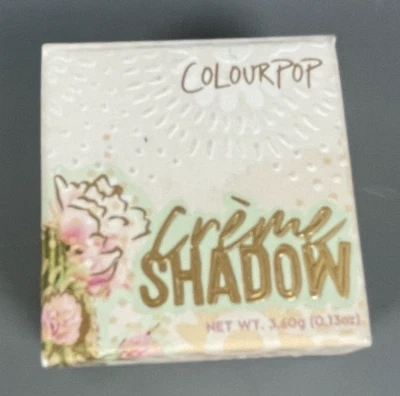 COLOURPOP
Crème
SHADOW
NET WT. 3.60g (0.13oz)